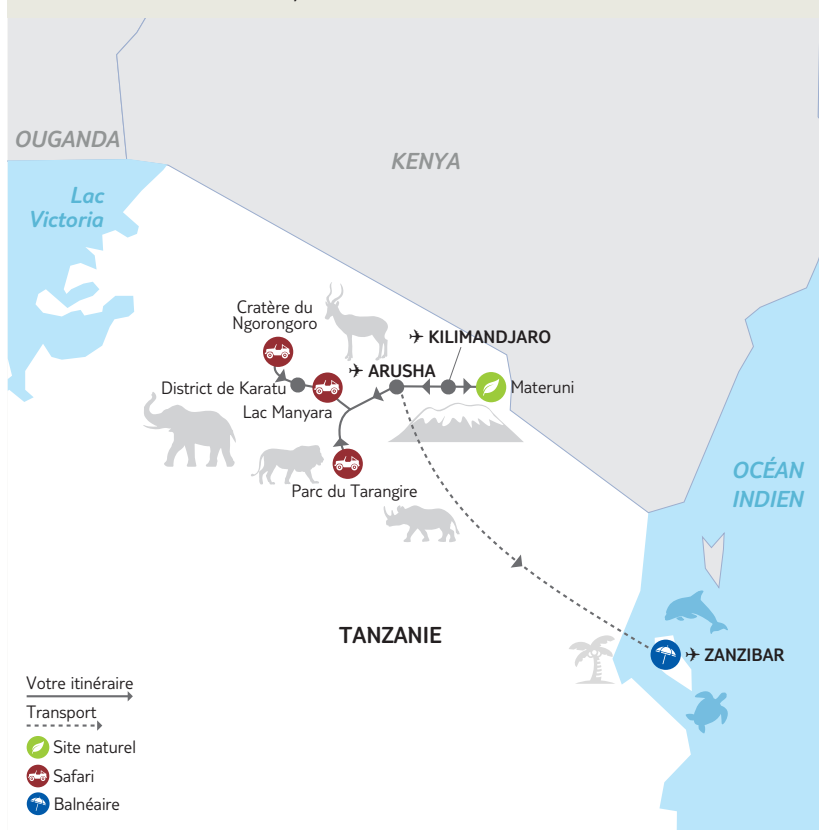 OUGANDA
KENYA
Lac
Victoria
Cratère du
Ngorongoro
✈ KILIMANDJARO
✈ ARUSHA
District de Karatu
Materuni
Lac Manyara
Parc du Tarangire
OCÉAN
INDIEN
TANZANIE
✈ ZANZIBAR
Votre itinéraire
Transport
Site naturel
Safari
Balnéaire